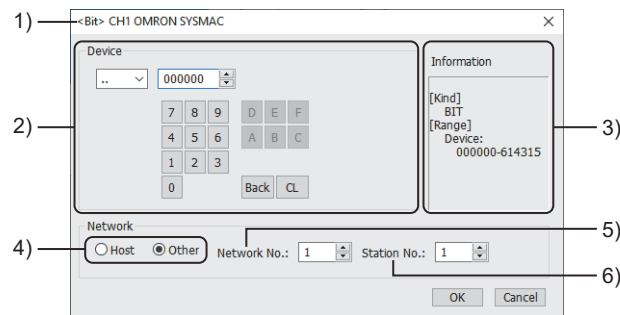 1)
<Bit> CH1 OMRON SYSMAC
Device
.. 000000
7 8 9 D E F
4 5 6 A B C
1 2 3
0 Back CL
2)
Information
[Kind]
BIT
[Range]
Device:
000000-614315
3)
Network
4)
Host Other Network No.: 1 Station No.: 1
5)
6)
OK Cancel